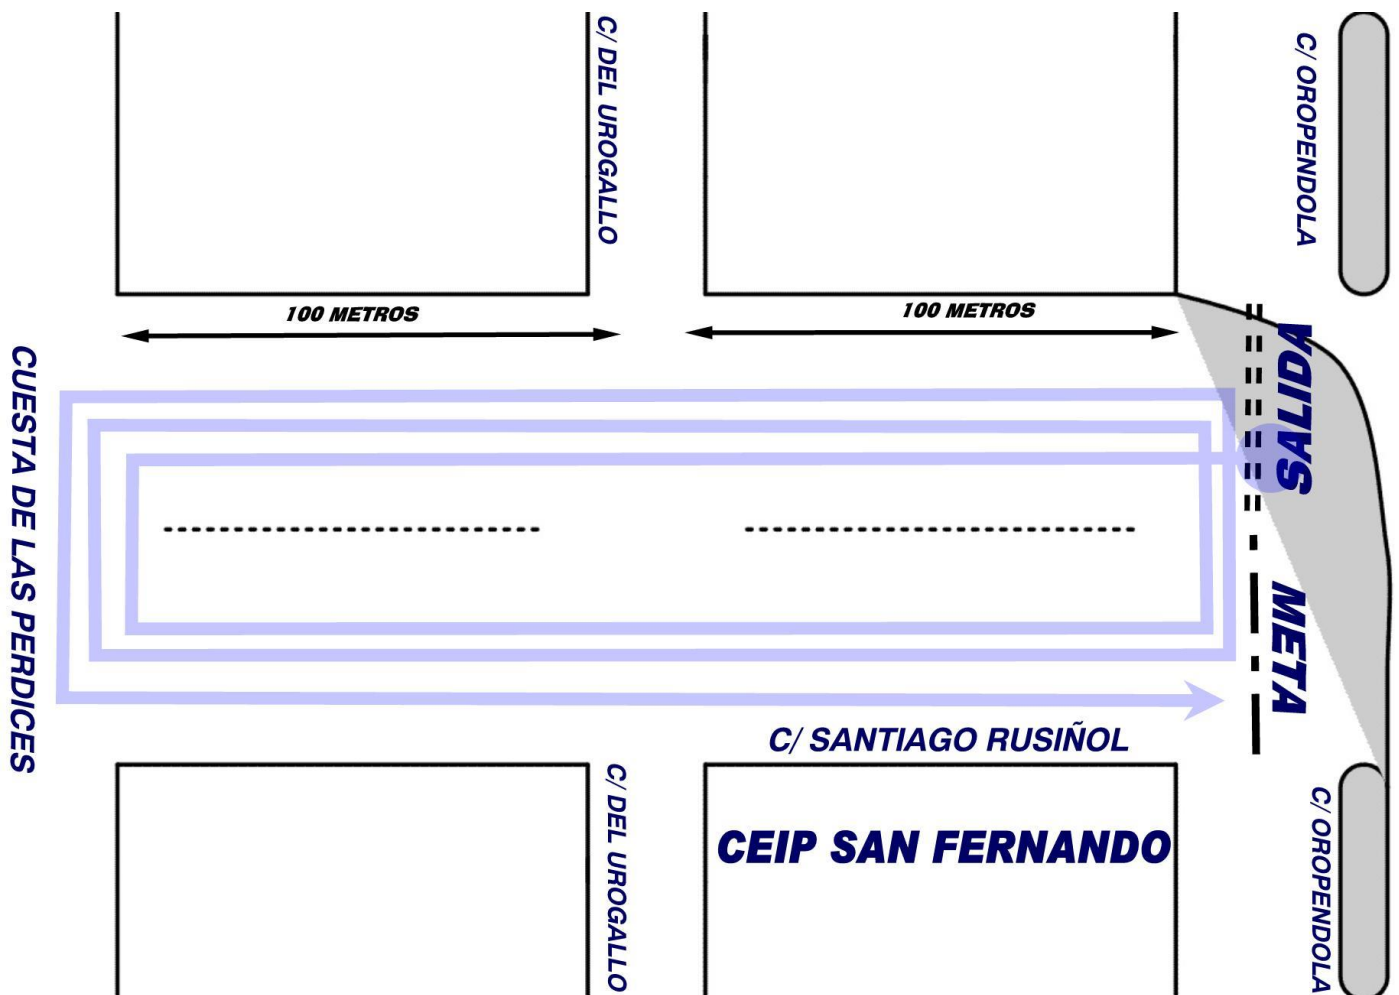 C/ DEL UROGALLO
C/ OROPENDOLA
100 METROS
100 METROS
CUESTA DE LAS PERDICES
SALIDA
META
C/ SANTIAGO RUSIÑOL
C/ DEL UROGALLO
CEIP SAN FERNANDO
C/ OROPENDOLA